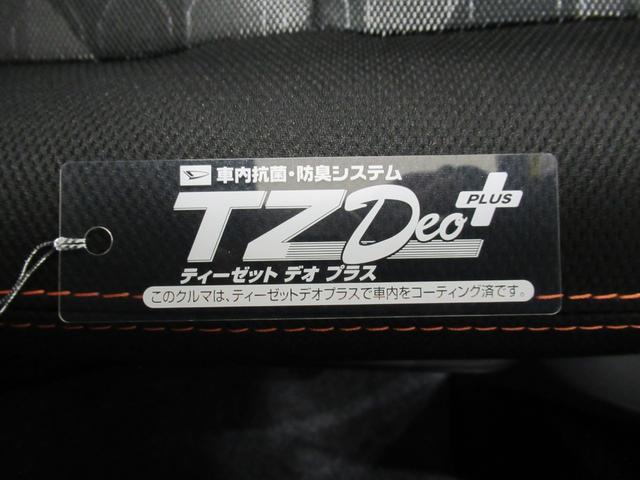 車内抗菌・防臭システム
TZ Deo PLUS
ティーゼット デオ プラス
このクルマは、ティーゼットデオプラスで車内をコーティング済です。